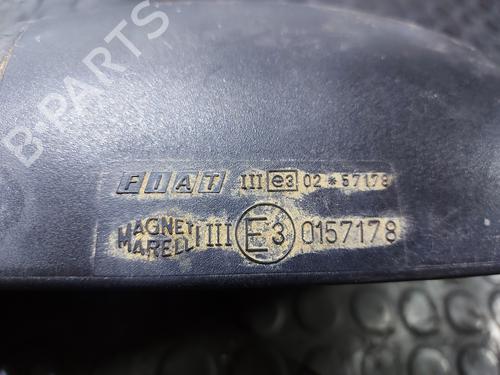 B-PARTS
FIAT III e3 02*57178
MAGNETI
MARELLI III E3 0157178